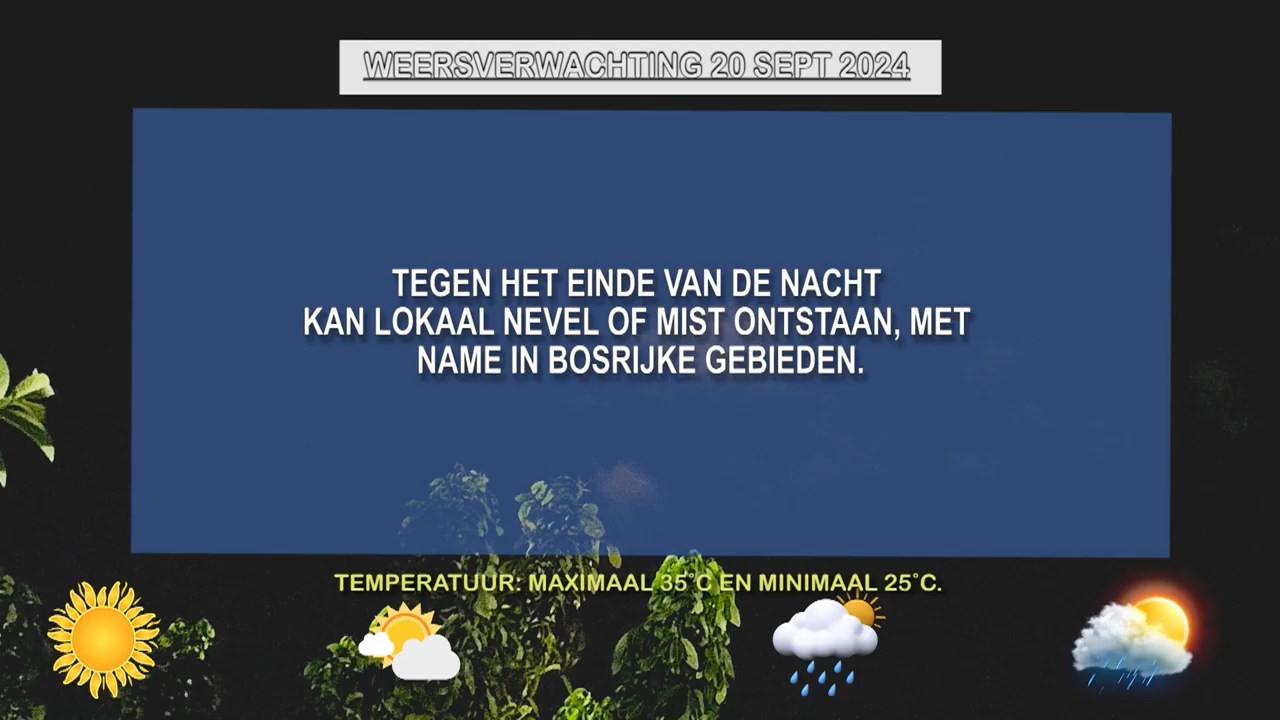 WEERSVERWACHTING 20 SEPT 2024
TEGEN HET EINDE VAN DE NACHT
KAN LOKAAL NEVEL OF MIST ONTSTAAN, MET
NAME IN BOSRIJKE GEBIEDEN.
TEMPERATUUR: MAXIMAAL 35°C EN MINIMAAL 25°C.